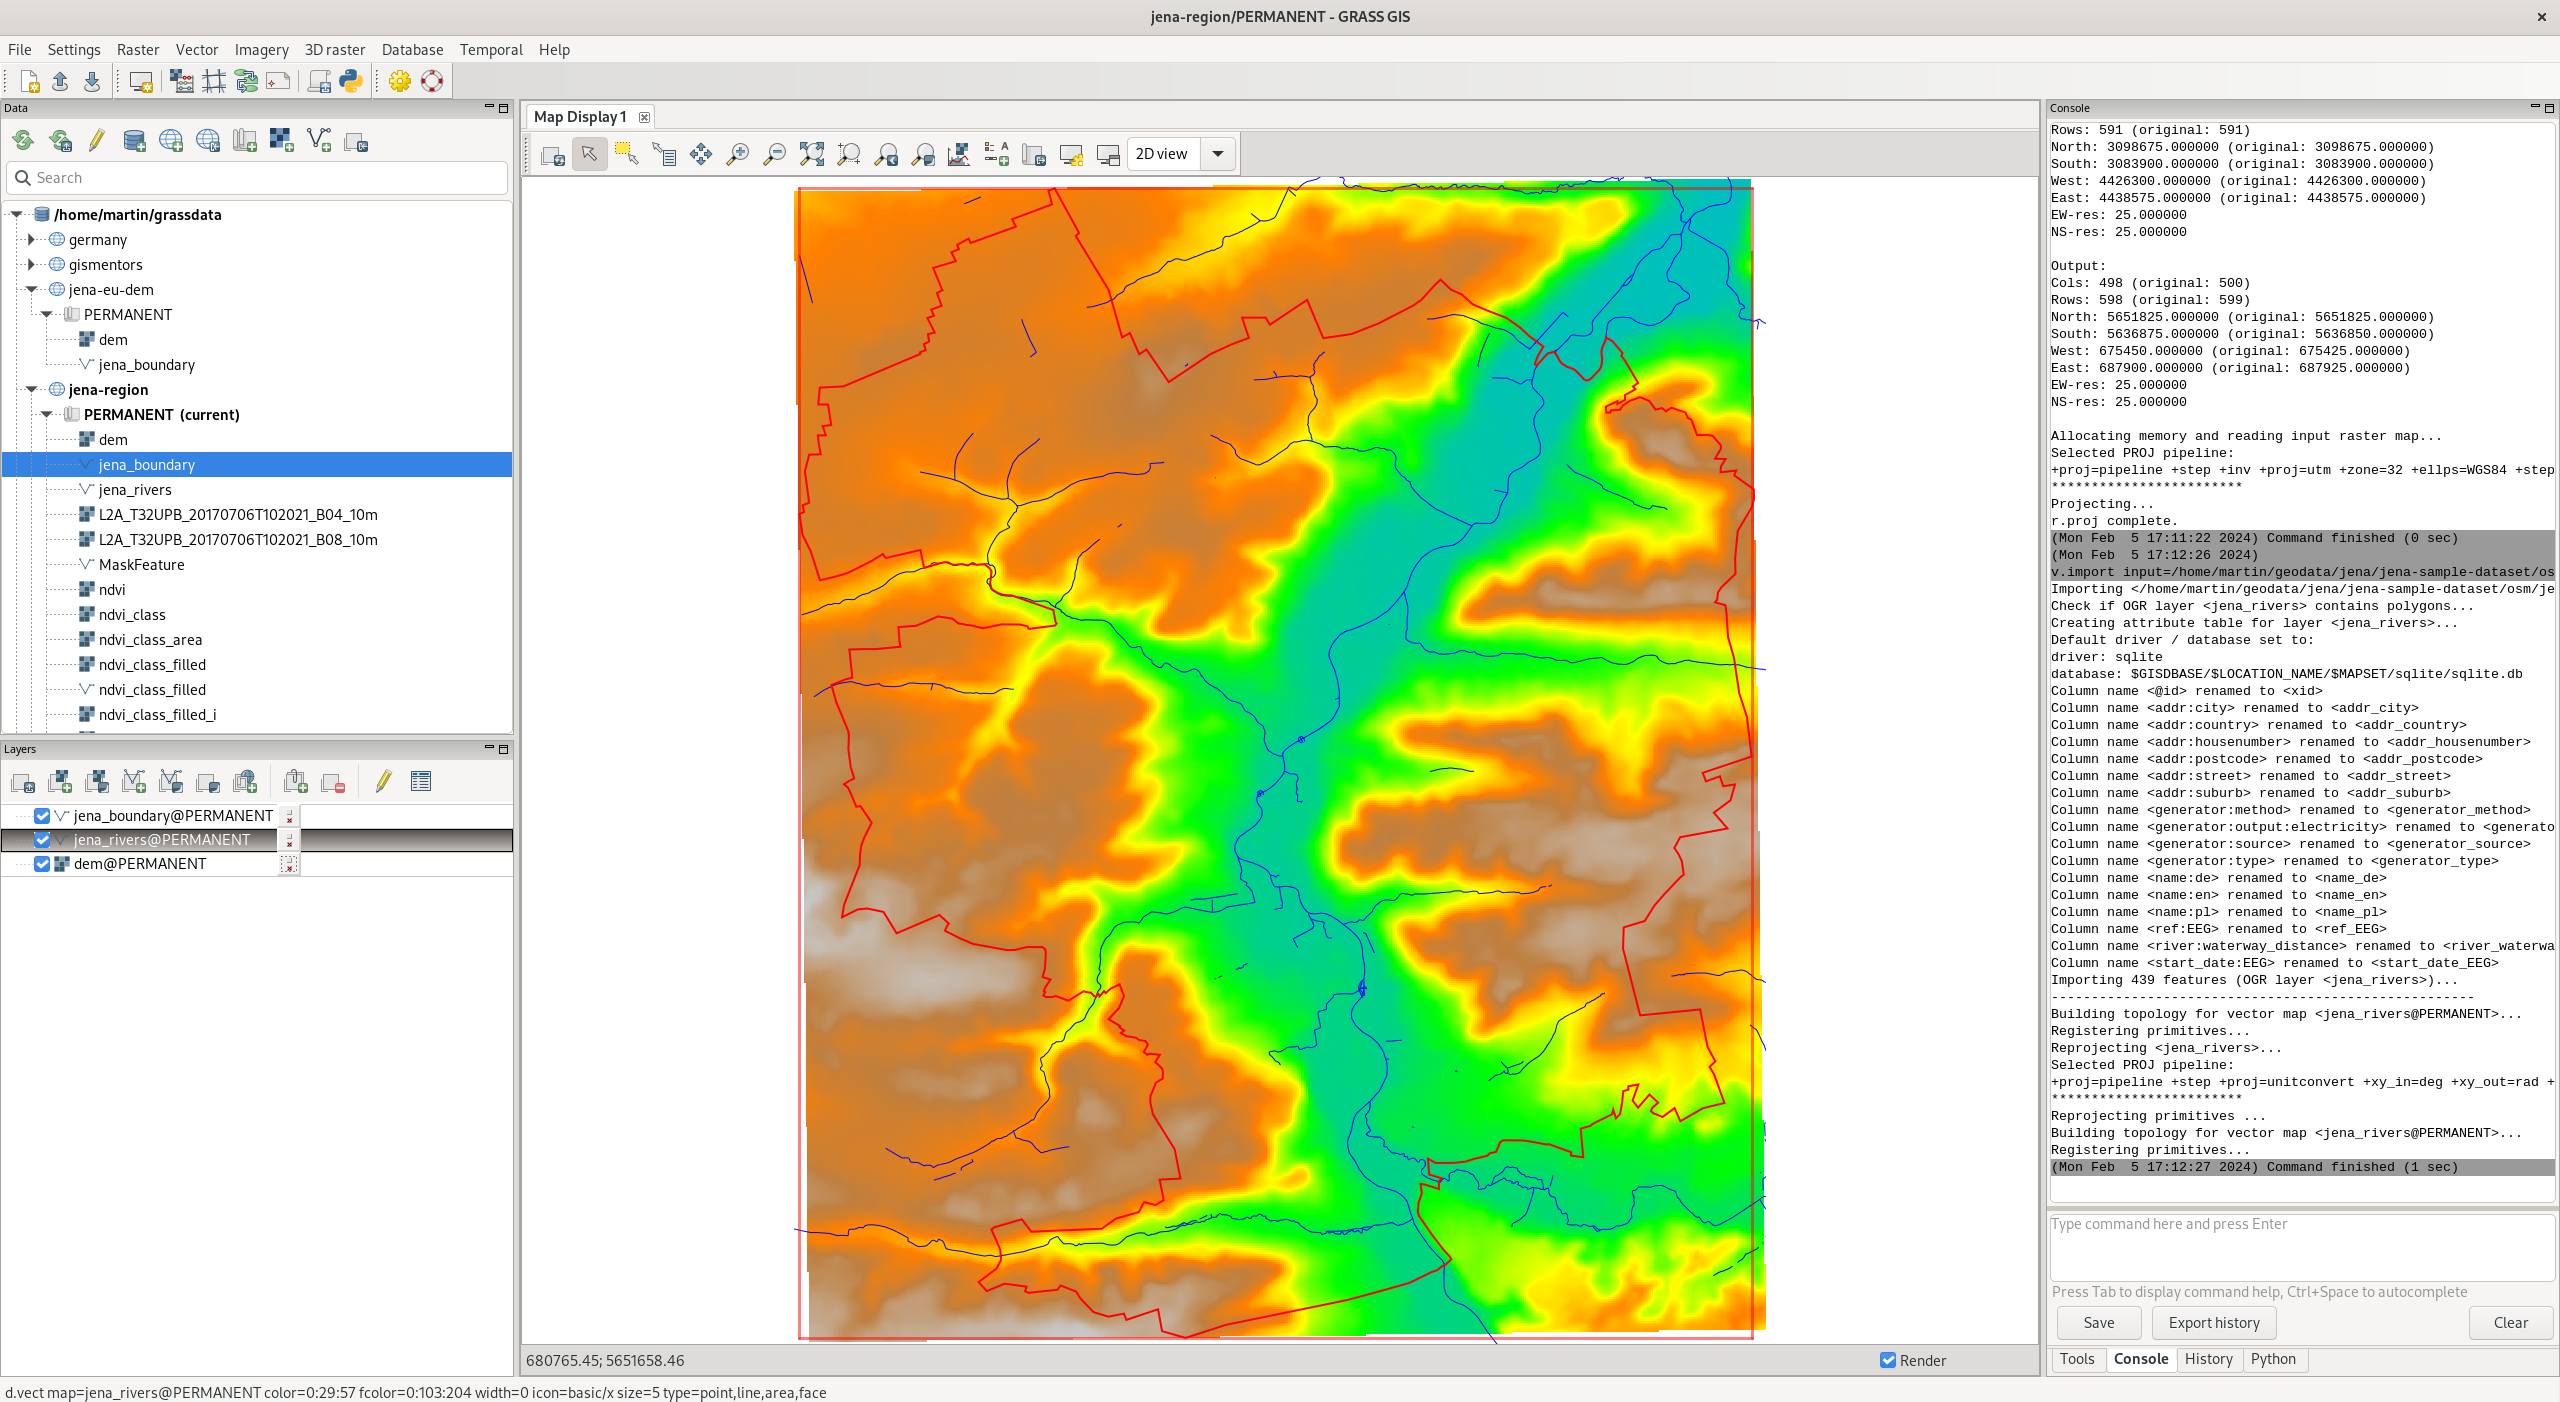 jena-region/PERMANENT - GRASS GIS
File Settings Raster Vector Imagery 3D raster Database Temporal Help
Data
Search
/home/martin/grassdata
germany
gismentors
jena-eu-dem
PERMANENT
dem
jena_boundary
jena-region
PERMANENT (current)
dem
jena_boundary
jena_rivers
L2A_T32UPB_20170706T102021_B04_10m
L2A_T32UPB_20170706T102021_B08_10m
MaskFeature
ndvi
ndvi_class
ndvi_class_area
ndvi_class_filled
ndvi_class_filled
ndvi_class_filled_i
Layers
jena_boundary@PERMANENT
jena_rivers@PERMANENT
dem@PERMANENT
Map Display 1
2D view
680765.45; 5651658.46
Render
Console
Rows: 591 (original: 591)
North: 3098675.000000 (original: 3098675.000000)
South: 3083900.000000 (original: 3083900.000000)
West: 4426300.000000 (original: 4426300.000000)
East: 4438575.000000 (original: 4438575.000000)
EW-res: 25.000000
NS-res: 25.000000
Output:
Cols: 498 (original: 500)
Rows: 598 (original: 599)
North: 5651825.000000 (original: 5651825.000000)
South: 5636875.000000 (original: 5636850.000000)
West: 675450.000000 (original: 675425.000000)
East: 687900.000000 (original: 687925.000000)
EW-res: 25.000000
NS-res: 25.000000
Allocating memory and reading input raster map...
Selected PROJ pipeline:
+proj=pipeline +step +inv +proj=utm +zone=32 +ellps=WGS84 +step
************************
Projecting...
r.proj complete.
(Mon Feb  5 17:11:22 2024) Command finished (0 sec)
(Mon Feb  5 17:12:26 2024)
v.import input=/home/martin/geodata/jena/jena-sample-dataset/os
Importing </home/martin/geodata/jena/jena-sample-dataset/osm/je
Check if OGR layer <jena_rivers> contains polygons...
Creating attribute table for layer <jena_rivers>...
Default driver / database set to:
driver: sqlite
database: $GISDBASE/$LOCATION_NAME/$MAPSET/sqlite/sqlite.db
Column name <@id> renamed to <xid>
Column name <addr:city> renamed to <addr_city>
Column name <addr:country> renamed to <addr_country>
Column name <addr:housenumber> renamed to <addr_housenumber>
Column name <addr:postcode> renamed to <addr_postcode>
Column name <addr:street> renamed to <addr_street>
Column name <addr:suburb> renamed to <addr_suburb>
Column name <generator:method> renamed to <generator_method>
Column name <generator:output:electricity> renamed to <generato
Column name <generator:source> renamed to <generator_source>
Column name <generator:type> renamed to <generator_type>
Column name <name:de> renamed to <name_de>
Column name <name:en> renamed to <name_en>
Column name <name:pl> renamed to <name_pl>
Column name <ref:EEG> renamed to <ref_EEG>
Column name <river:waterway_distance> renamed to <river_waterwa
Column name <start_date:EEG> renamed to <start_date_EEG>
Importing 439 features (OGR layer <jena_rivers>)...
-----------------------------------------------------
Building topology for vector map <jena_rivers@PERMANENT>...
Registering primitives...
Reprojecting <jena_rivers>...
Selected PROJ pipeline:
+proj=pipeline +step +proj=unitconvert +xy_in=deg +xy_out=rad +
************************
Reprojecting primitives ...
Building topology for vector map <jena_rivers@PERMANENT>...
Registering primitives...
(Mon Feb  5 17:12:27 2024) Command finished (1 sec)
Type command here and press Enter
Press Tab to display command help, Ctrl+Space to autocomplete
Save Export history Clear
Tools Console History Python
d.vect map=jena_rivers@PERMANENT color=0:29:57 fcolor=0:103:204 width=0 icon=basic/x size=5 type=point,line,area,face